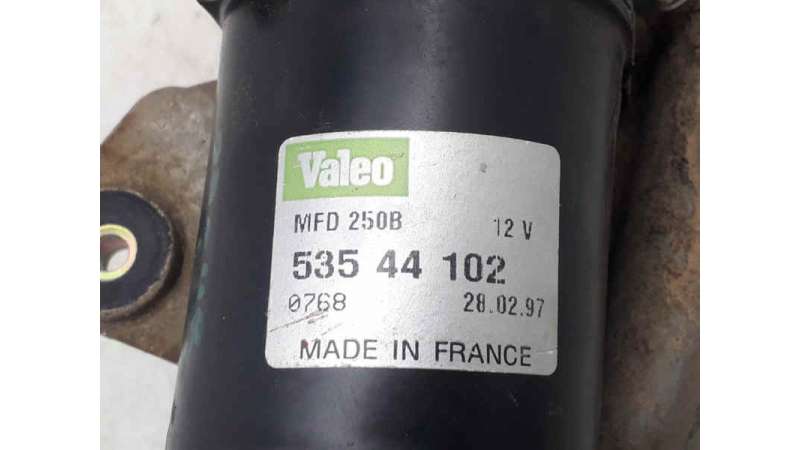 Valeo
MFD 250B 12 V
535 44 102
0768 28.02.97
MADE IN FRANCE